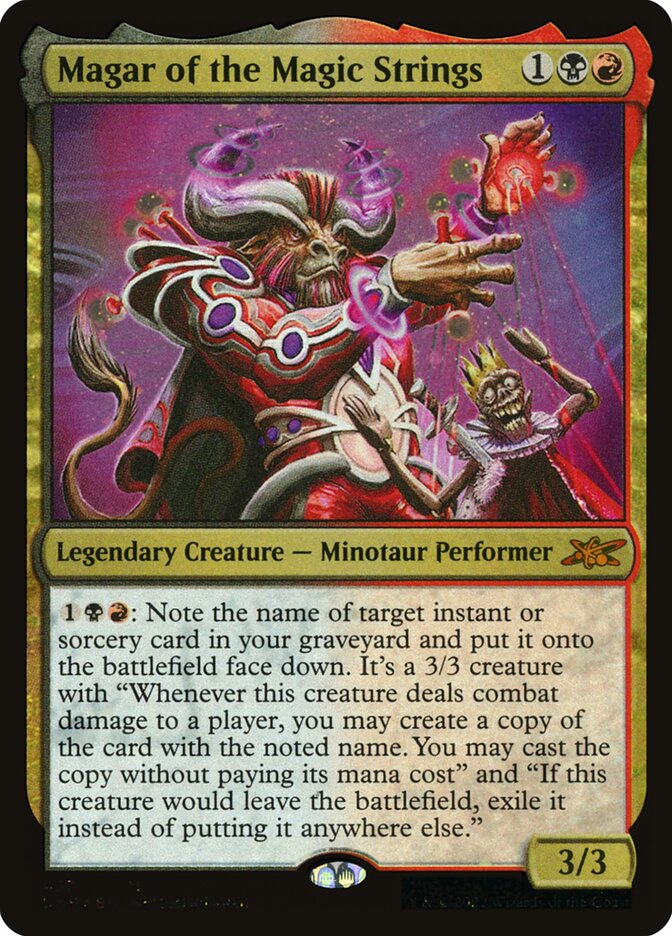 Magar of the Magic Strings 1
Legendary Creature — Minotaur Performer
1: Note the name of target instant or
sorcery card in your graveyard and put it onto
the battlefield face down. It's a 3/3 creature
with “Whenever this creature deals combat
damage to a player, you may create a copy of
the card with the noted name. You may cast the
copy without paying its mana cost” and “If this
creature would leave the battlefield, exile it
instead of putting it anywhere else.”
3/3